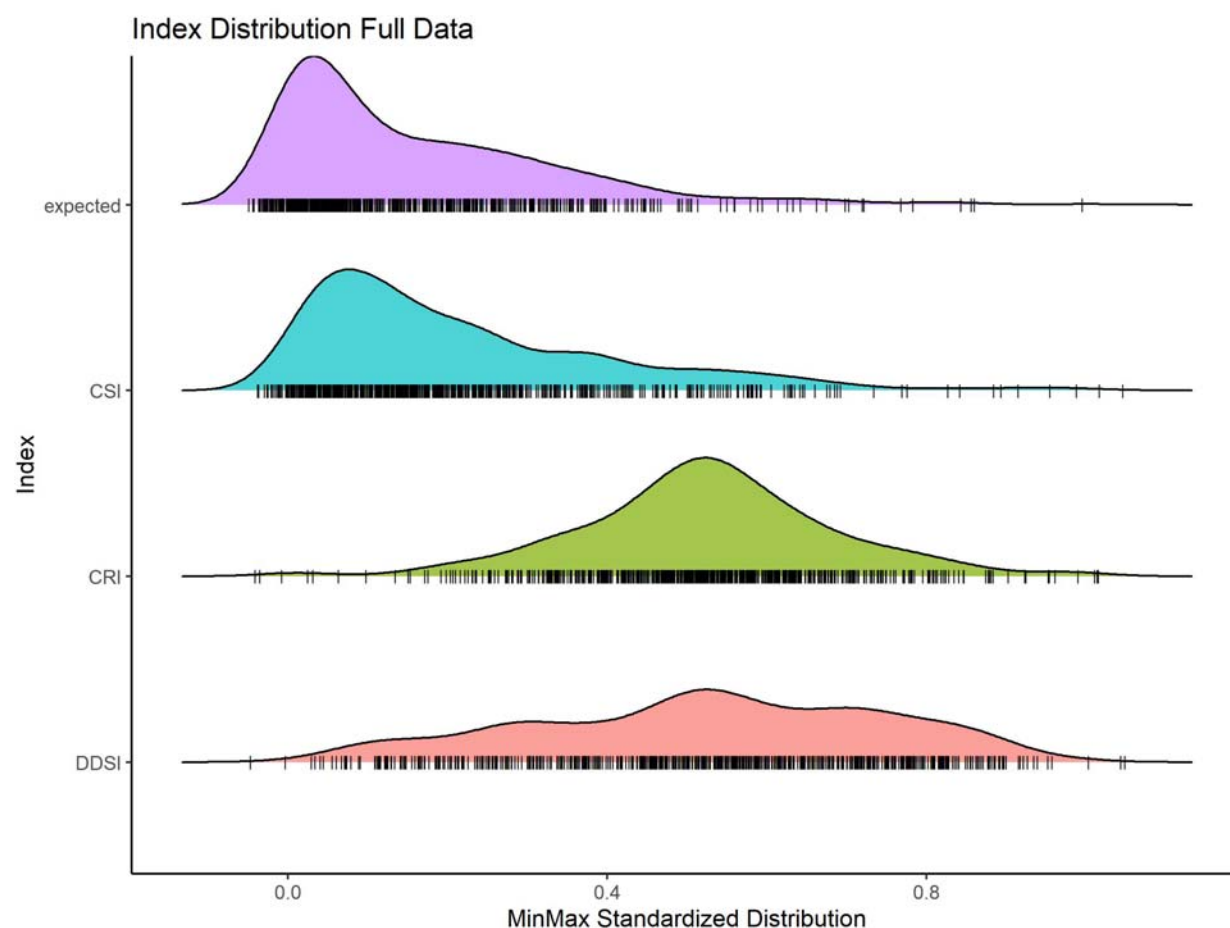 Index Distribution Full Data
expected
CSI
CRI
DDSI
Index
0.0 0.4 0.8
MinMax Standardized Distribution